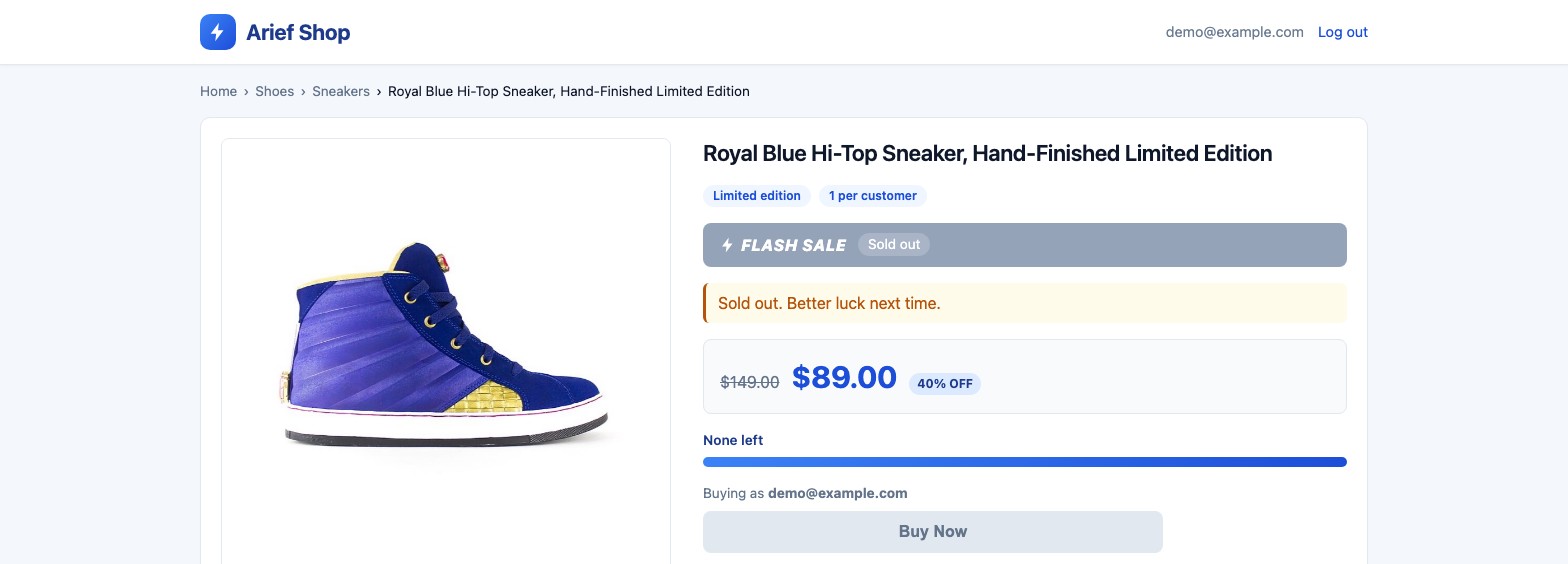 Arief Shop
demo@example.com Log out
Home › Shoes › Sneakers › Royal Blue Hi-Top Sneaker, Hand-Finished Limited Edition
Royal Blue Hi-Top Sneaker, Hand-Finished Limited Edition
Limited edition 1 per customer
FLASH SALE Sold out
Sold out. Better luck next time.
$149.00 $89.00 40% OFF
None left
Buying as demo@example.com
Buy Now